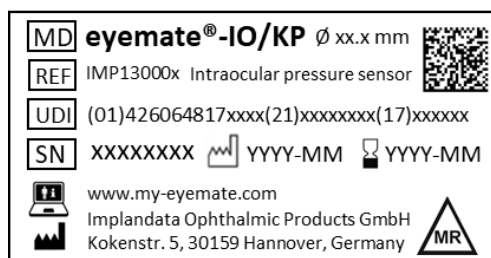 MD eyemate®-IO/KP Ø xx.x mm
REF IMP13000x Intraocular pressure sensor
UDI (01)426064817xxxx(21)xxxxxxxx(17)xxxxxx
SN XXXXXXXX YYYY-MM YYYY-MM
www.my-eyemate.com
Implandata Ophthalmic Products GmbH
Kokenstr. 5, 30159 Hannover, Germany
MR